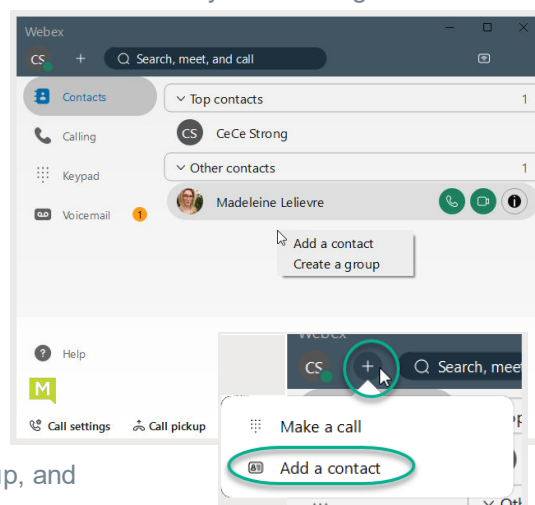 Webex
CS + Search, meet, and call
Contacts
Top contacts 1
Calling
CS CeCe Strong
Keypad
Other contacts 1
Voicemail 1
Madeleine Lelievre
Add a contact
Create a group
Help
M
Call settings Call pickup
Webex
CS + Search, mee
Make a call
Add a contact
up, and